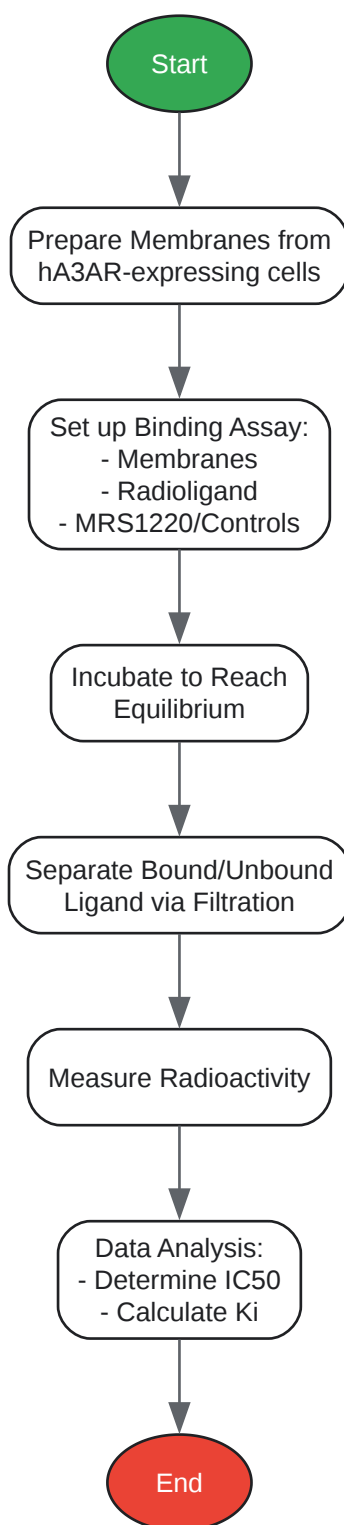 Start
Prepare Membranes from
hA3AR-expressing cells
Set up Binding Assay:
- Membranes
- Radioligand
- MRS1220/Controls
Incubate to Reach
Equilibrium
Separate Bound/Unbound
Ligand via Filtration
Measure Radioactivity
Data Analysis:
- Determine IC50
- Calculate Ki
End